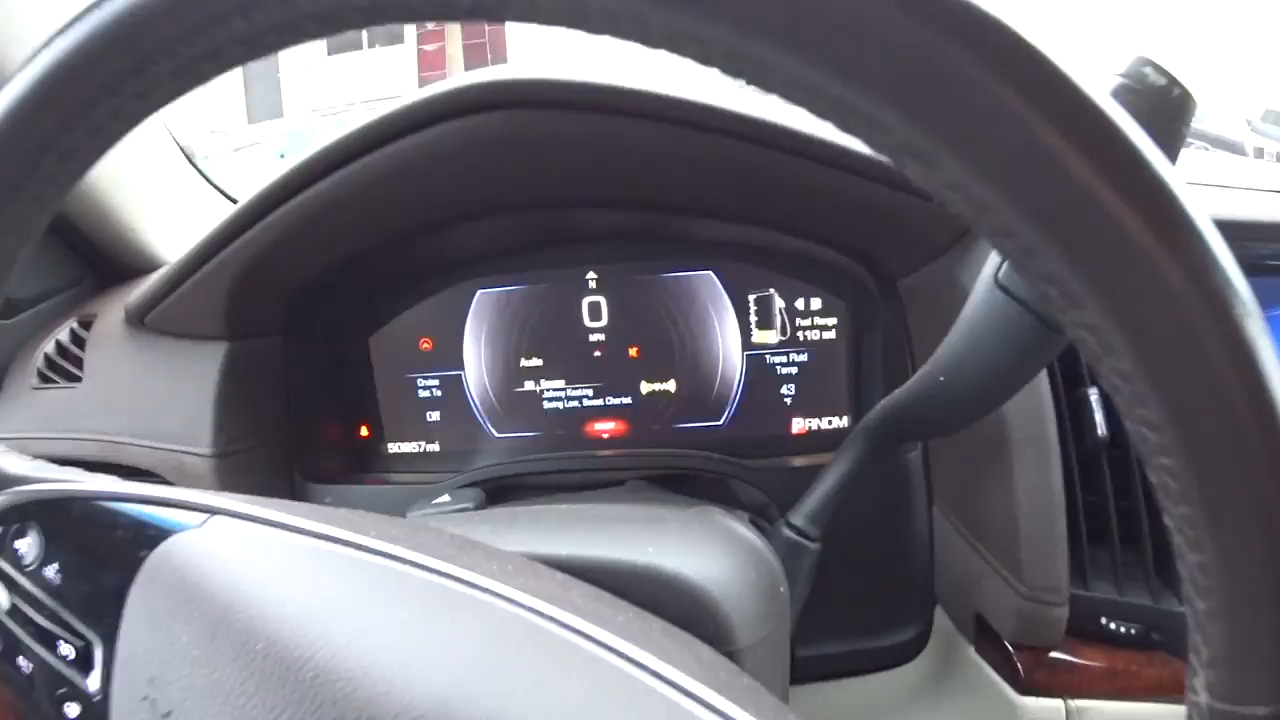 N
0
MPH
Audio
Johnny Keating
Swing Low, Sweet Chariot
Cruise
Set To
Off
50857mi
Fuel Range
110 mi
Trans Fluid
Temp
43
°F
PRNDM